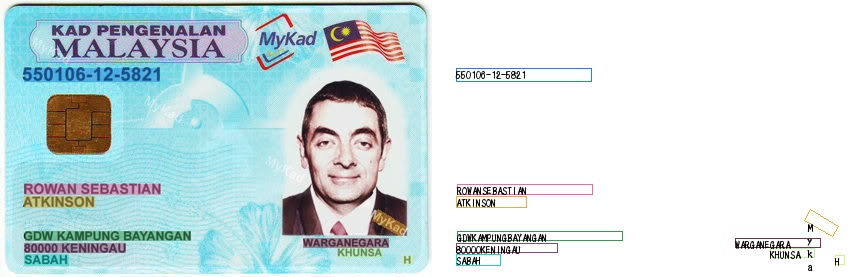 KAD PENGENALAN
MALAYSIA
MyKad
550106-12-5821
MyKad
MyKad
MyKad
ROWAN SEBASTIAN
ATKINSON
GDW KAMPUNG BAYANGAN
80000 KENINGAU
SABAH
MyKad
WARGANEGARA
KHUNSA
H
550106-12-5821
ROWANSEBASTIAN
ATKINSON
GDWKAMPUNGBAYANGAN
80000KENINGAU
SABAH
Myka
WARGANEGARA
KHUNSA
H